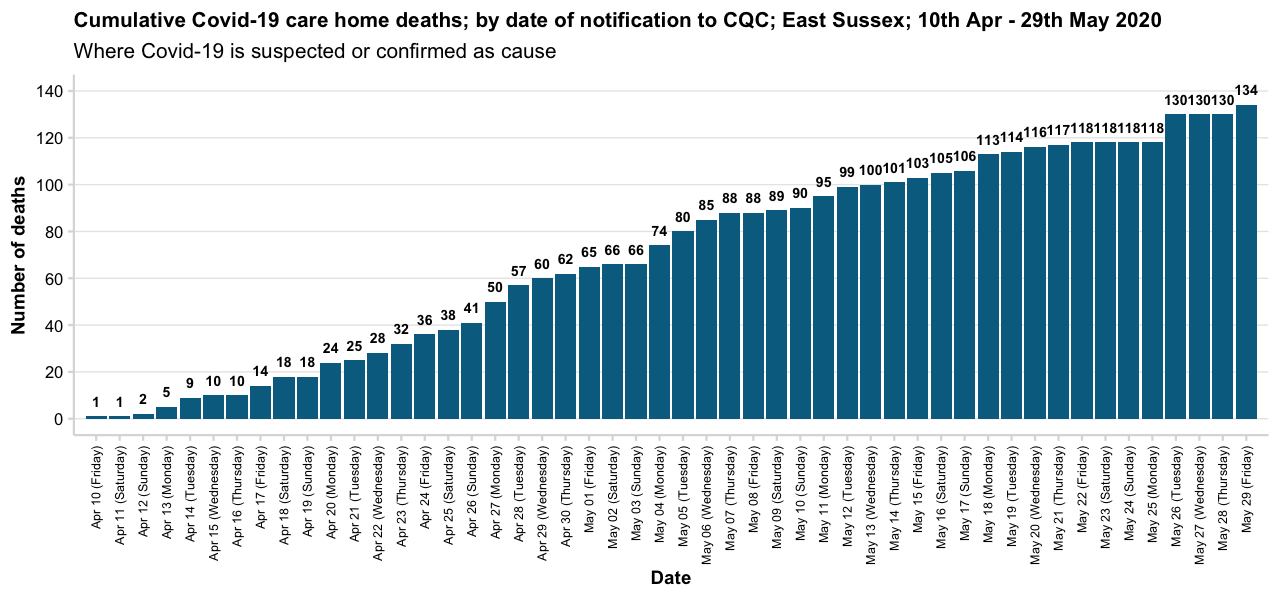 Cumulative Covid-19 care home deaths; by date of notification to CQC; East Sussex; 10th Apr - 29th May 2020
Where Covid-19 is suspected or confirmed as cause
Number of deaths
140
120
100
80
60
40
20
0
1 1 2 5 9 10 10 14 18 18 24 25 28 32 36 38 41 50 57 60 62 65 66 66 74 80 85 88 88 89 90 95 99 100 101 103 105 106 113 114 116 117 118 118 118 118 130 130 130 134
Apr 10 (Friday)
Apr 11 (Saturday)
Apr 12 (Sunday)
Apr 13 (Monday)
Apr 14 (Tuesday)
Apr 15 (Wednesday)
Apr 16 (Thursday)
Apr 17 (Friday)
Apr 18 (Saturday)
Apr 19 (Sunday)
Apr 20 (Monday)
Apr 21 (Tuesday)
Apr 22 (Wednesday)
Apr 23 (Thursday)
Apr 24 (Friday)
Apr 25 (Saturday)
Apr 26 (Sunday)
Apr 27 (Monday)
Apr 28 (Tuesday)
Apr 29 (Wednesday)
Apr 30 (Thursday)
May 01 (Friday)
May 02 (Saturday)
May 03 (Sunday)
May 04 (Monday)
May 05 (Tuesday)
May 06 (Wednesday)
May 07 (Thursday)
May 08 (Friday)
May 09 (Saturday)
May 10 (Sunday)
May 11 (Monday)
May 12 (Tuesday)
May 13 (Wednesday)
May 14 (Thursday)
May 15 (Friday)
May 16 (Saturday)
May 17 (Sunday)
May 18 (Monday)
May 19 (Tuesday)
May 20 (Wednesday)
May 21 (Thursday)
May 22 (Friday)
May 23 (Saturday)
May 24 (Sunday)
May 25 (Monday)
May 26 (Tuesday)
May 27 (Wednesday)
May 28 (Thursday)
May 29 (Friday)
Date